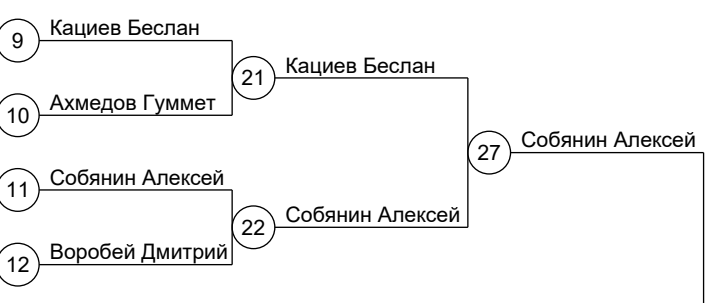 9 Кациев Беслан
21 Кациев Беслан
10 Ахмедов Гуммет
27 Собянин Алексей
11 Собянин Алексей
22 Собянин Алексей
12 Воробей Дмитрий